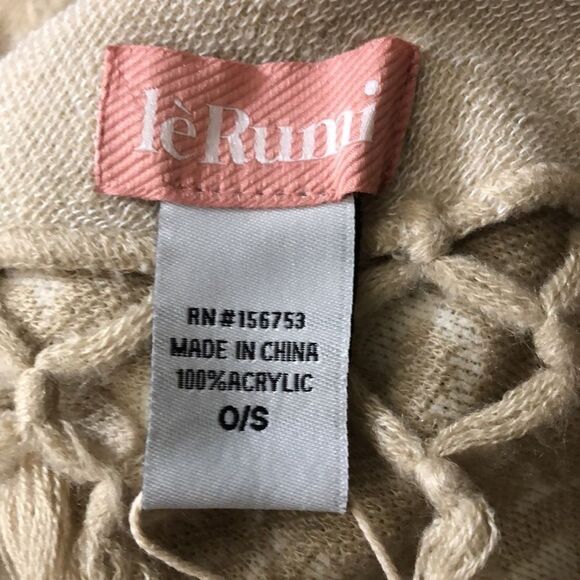 lèRumi
RN#156753
MADE IN CHINA
100%ACRYLIC
O/S